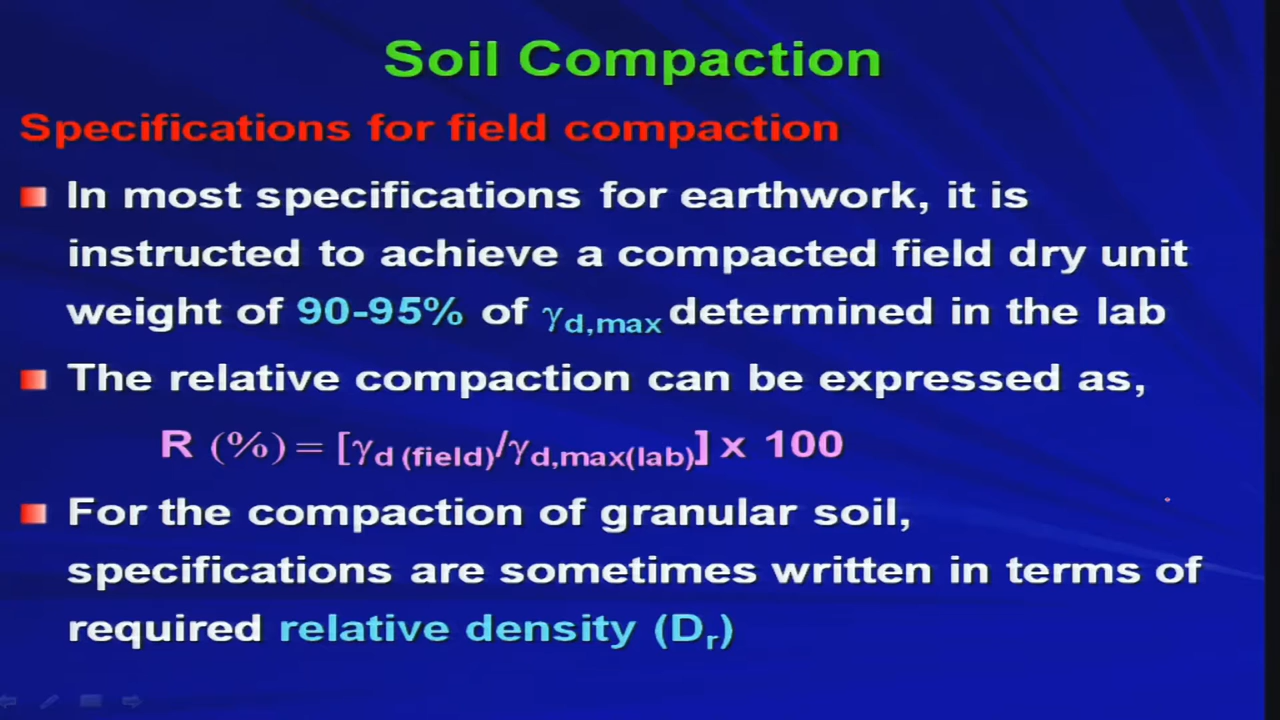 Soil Compaction
Specifications for field compaction
In most specifications for earthwork, it is
instructed to achieve a compacted field dry unit
weight of 90-95% of γd,max determined in the lab
The relative compaction can be expressed as,
R (%) = [γd (field)/γd,max(lab)] x 100
For the compaction of granular soil,
specifications are sometimes written in terms of
required relative density (Dr)